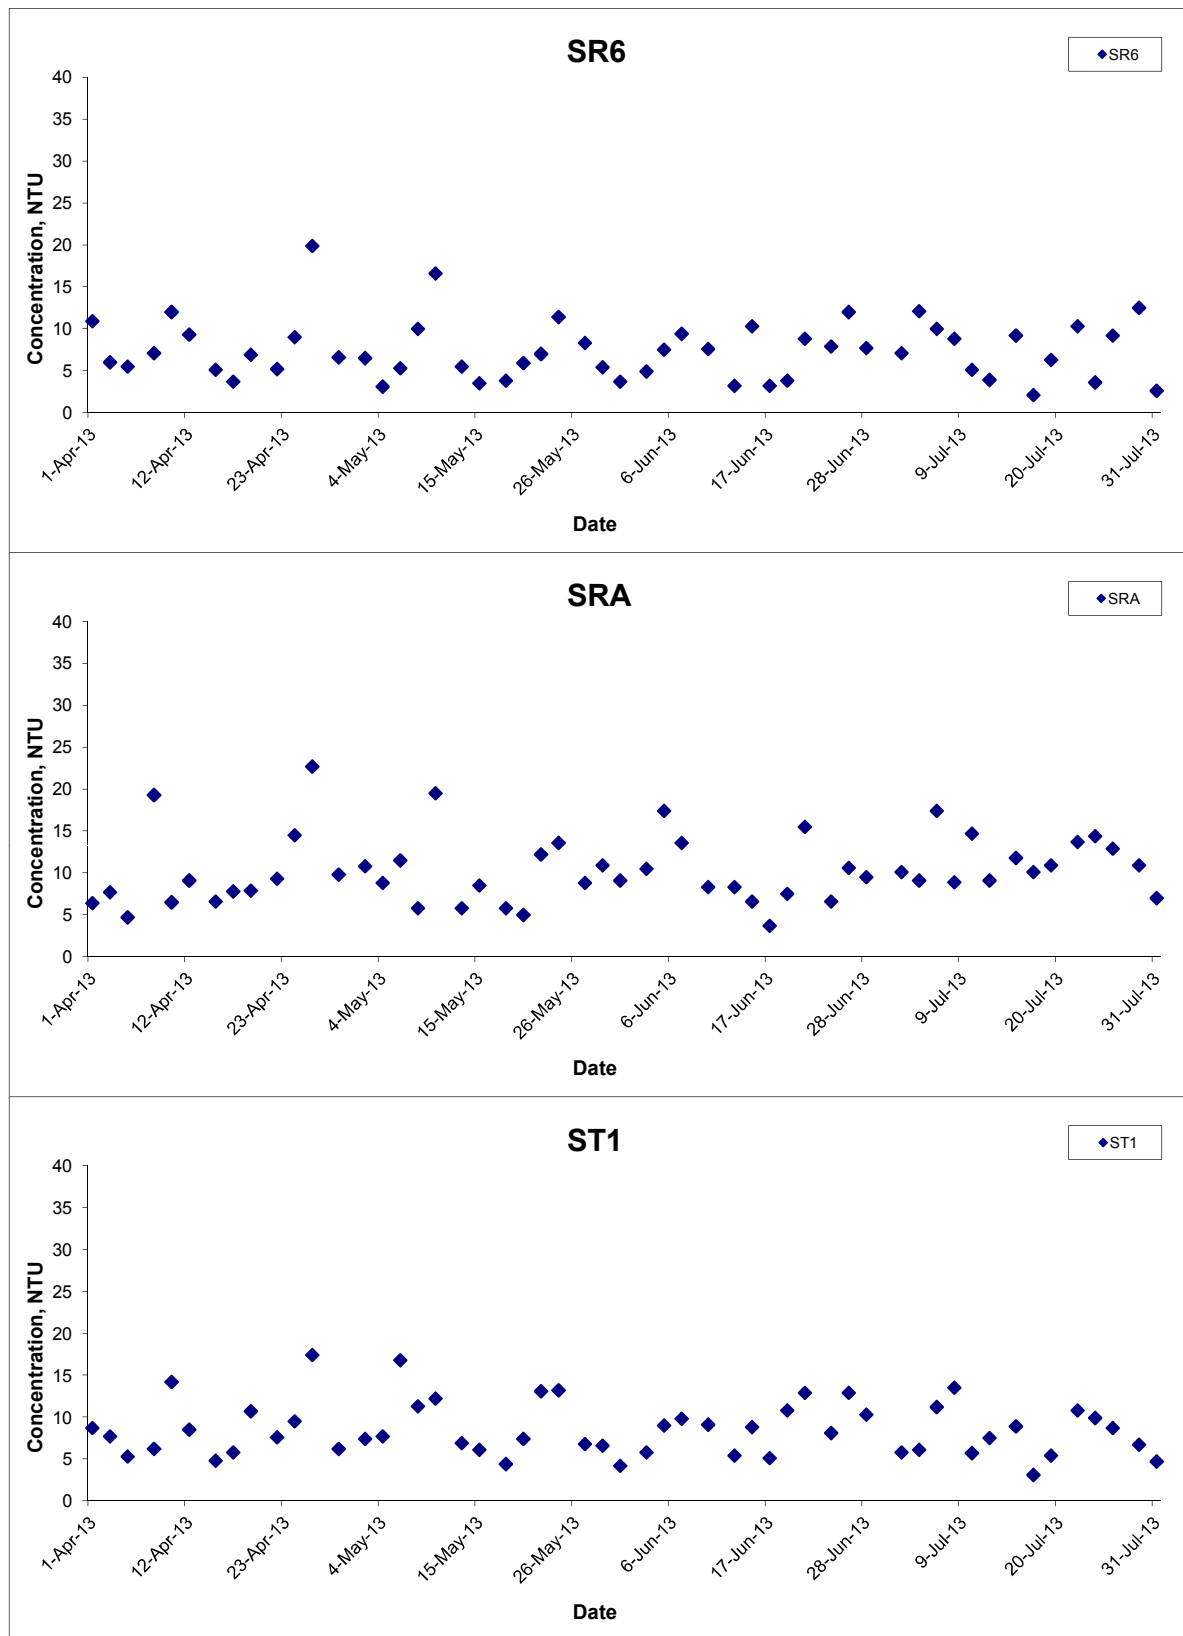 SR6
SR6
Concentration, NTU
40
35
30
25
20
15
10
5
0
1-Apr-13
12-Apr-13
23-Apr-13
4-May-13
15-May-13
26-May-13
6-Jun-13
17-Jun-13
28-Jun-13
9-Jul-13
20-Jul-13
31-Jul-13
Date
SRA
SRA
Concentration, NTU
40
35
30
25
20
15
10
5
0
1-Apr-13
12-Apr-13
23-Apr-13
4-May-13
15-May-13
26-May-13
6-Jun-13
17-Jun-13
28-Jun-13
9-Jul-13
20-Jul-13
31-Jul-13
Date
ST1
ST1
Concentration, NTU
40
35
30
25
20
15
10
5
0
1-Apr-13
12-Apr-13
23-Apr-13
4-May-13
15-May-13
26-May-13
6-Jun-13
17-Jun-13
28-Jun-13
9-Jul-13
20-Jul-13
31-Jul-13
Date